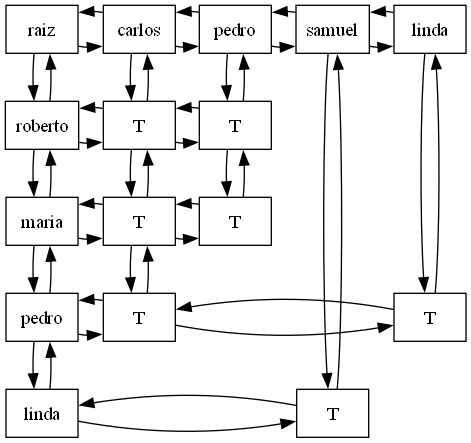 raiz carlos pedro samuel linda
roberto T T
maria T T
pedro T T
linda T